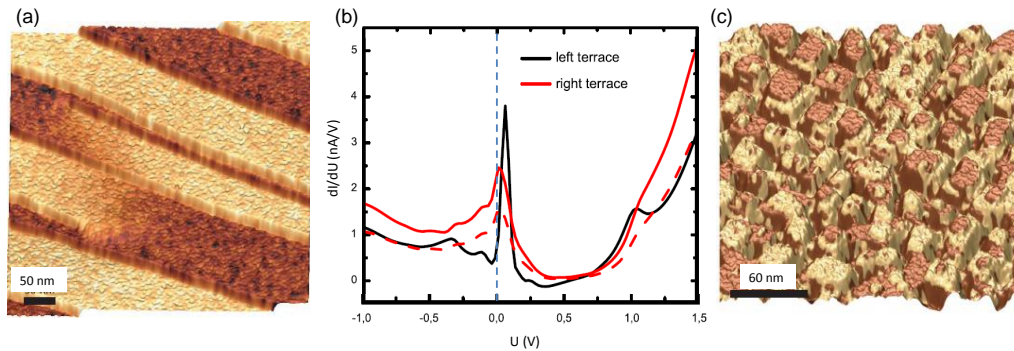 (a)
50 nm
(b)
dI/dU (nA/V)
5
4
3
2
1
0
left terrace
right terrace
-1,0
-0,5
0,0
0,5
1,0
1,5
U (V)
(c)
60 nm